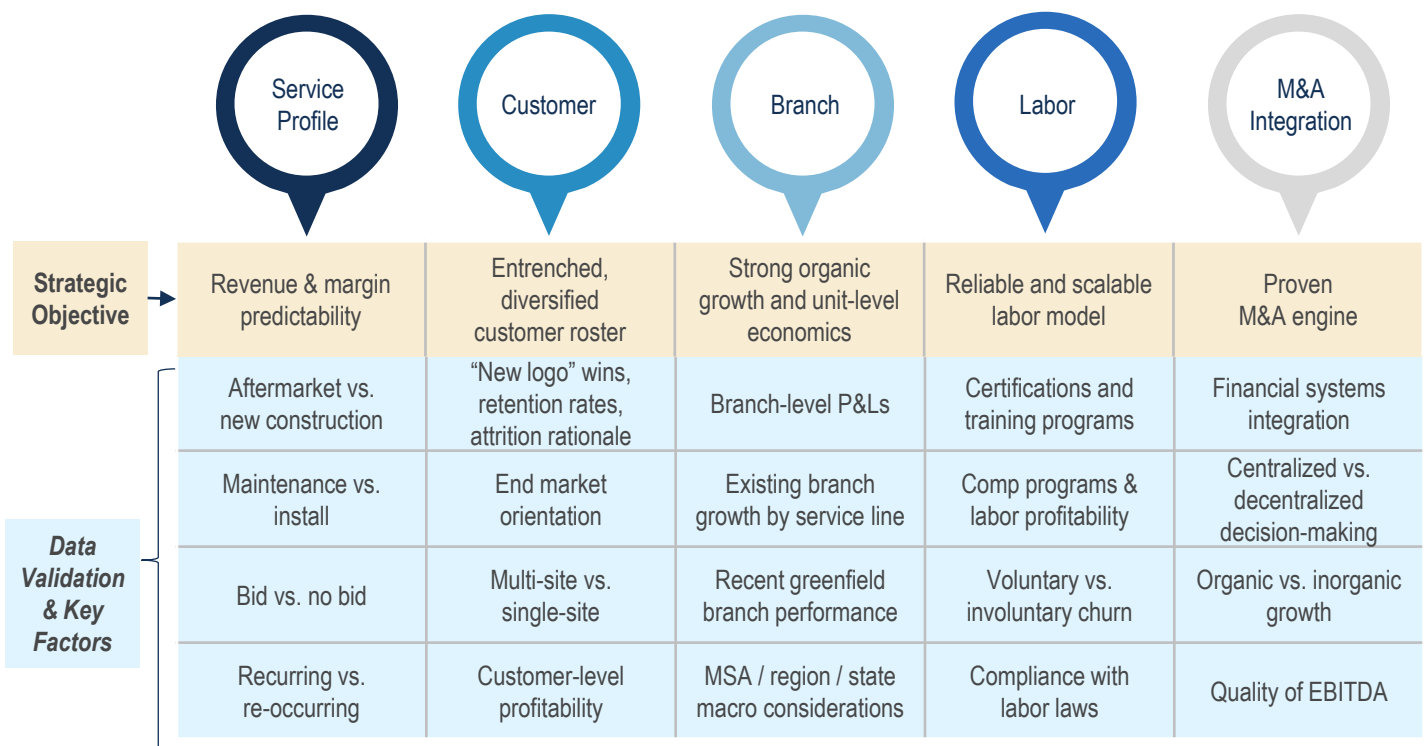 Service
Profile
Customer
Branch
Labor
M&A
Integration
Strategic
Objective
Revenue & margin
predictability
Entrenched,
diversified
customer roster
Strong organic
growth and unit-level
economics
Reliable and scalable
labor model
Proven
M&A engine
Data
Validation
& Key
Factors
Aftermarket vs.
new construction
“New logo” wins,
retention rates,
attrition rationale
Branch-level P&Ls
Certifications and
training programs
Financial systems
integration
Maintenance vs.
install
End market
orientation
Existing branch
growth by service line
Comp programs &
labor profitability
Centralized vs.
decentralized
decision-making
Bid vs. no bid
Multi-site vs.
single-site
Recent greenfield
branch performance
Voluntary vs.
involuntary churn
Organic vs. inorganic
growth
Recurring vs.
re-occurring
Customer-level
profitability
MSA / region / state
macro considerations
Compliance with
labor laws
Quality of EBITDA